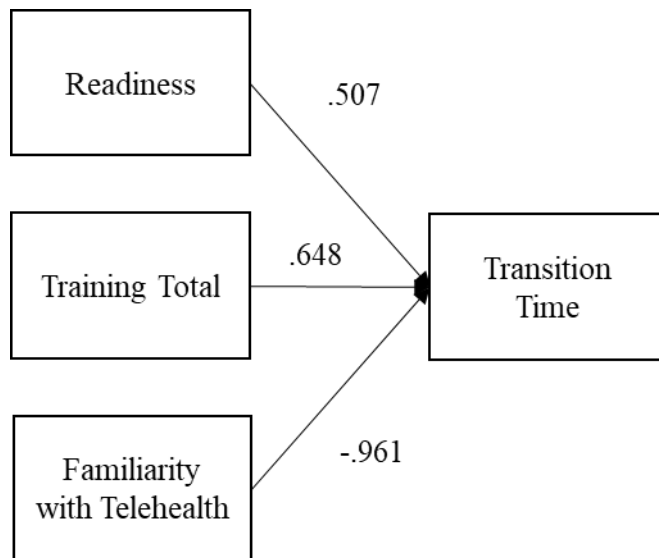 Readiness
.507
Training Total
.648
Transition
Time
Familiarity
with Telehealth
-.961